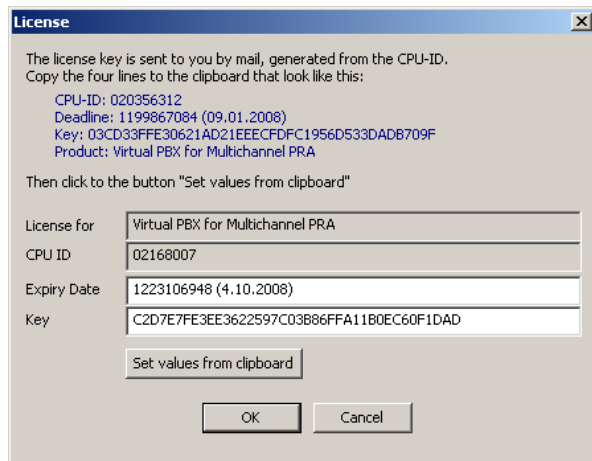 License
The license key is sent to you by mail, generated from the CPU-ID.
Copy the four lines to the clipboard that look like this:
CPU-ID: 020356312
Deadline: 1199867084 (09.01.2008)
Key: 03CD33FFE30621AD21EEECFDFC1956D533DADB709F
Product: Virtual PBX for Multichannel PRA
Then click to the button "Set values from clipboard"
License for Virtual PBX for Multichannel PRA
CPU ID 02168007
Expiry Date 1223106948 (4.10.2008)
Key C2D7E7FE3EE3622597C03B86FFA11B0EC60F1DAD
Set values from clipboard
OK Cancel